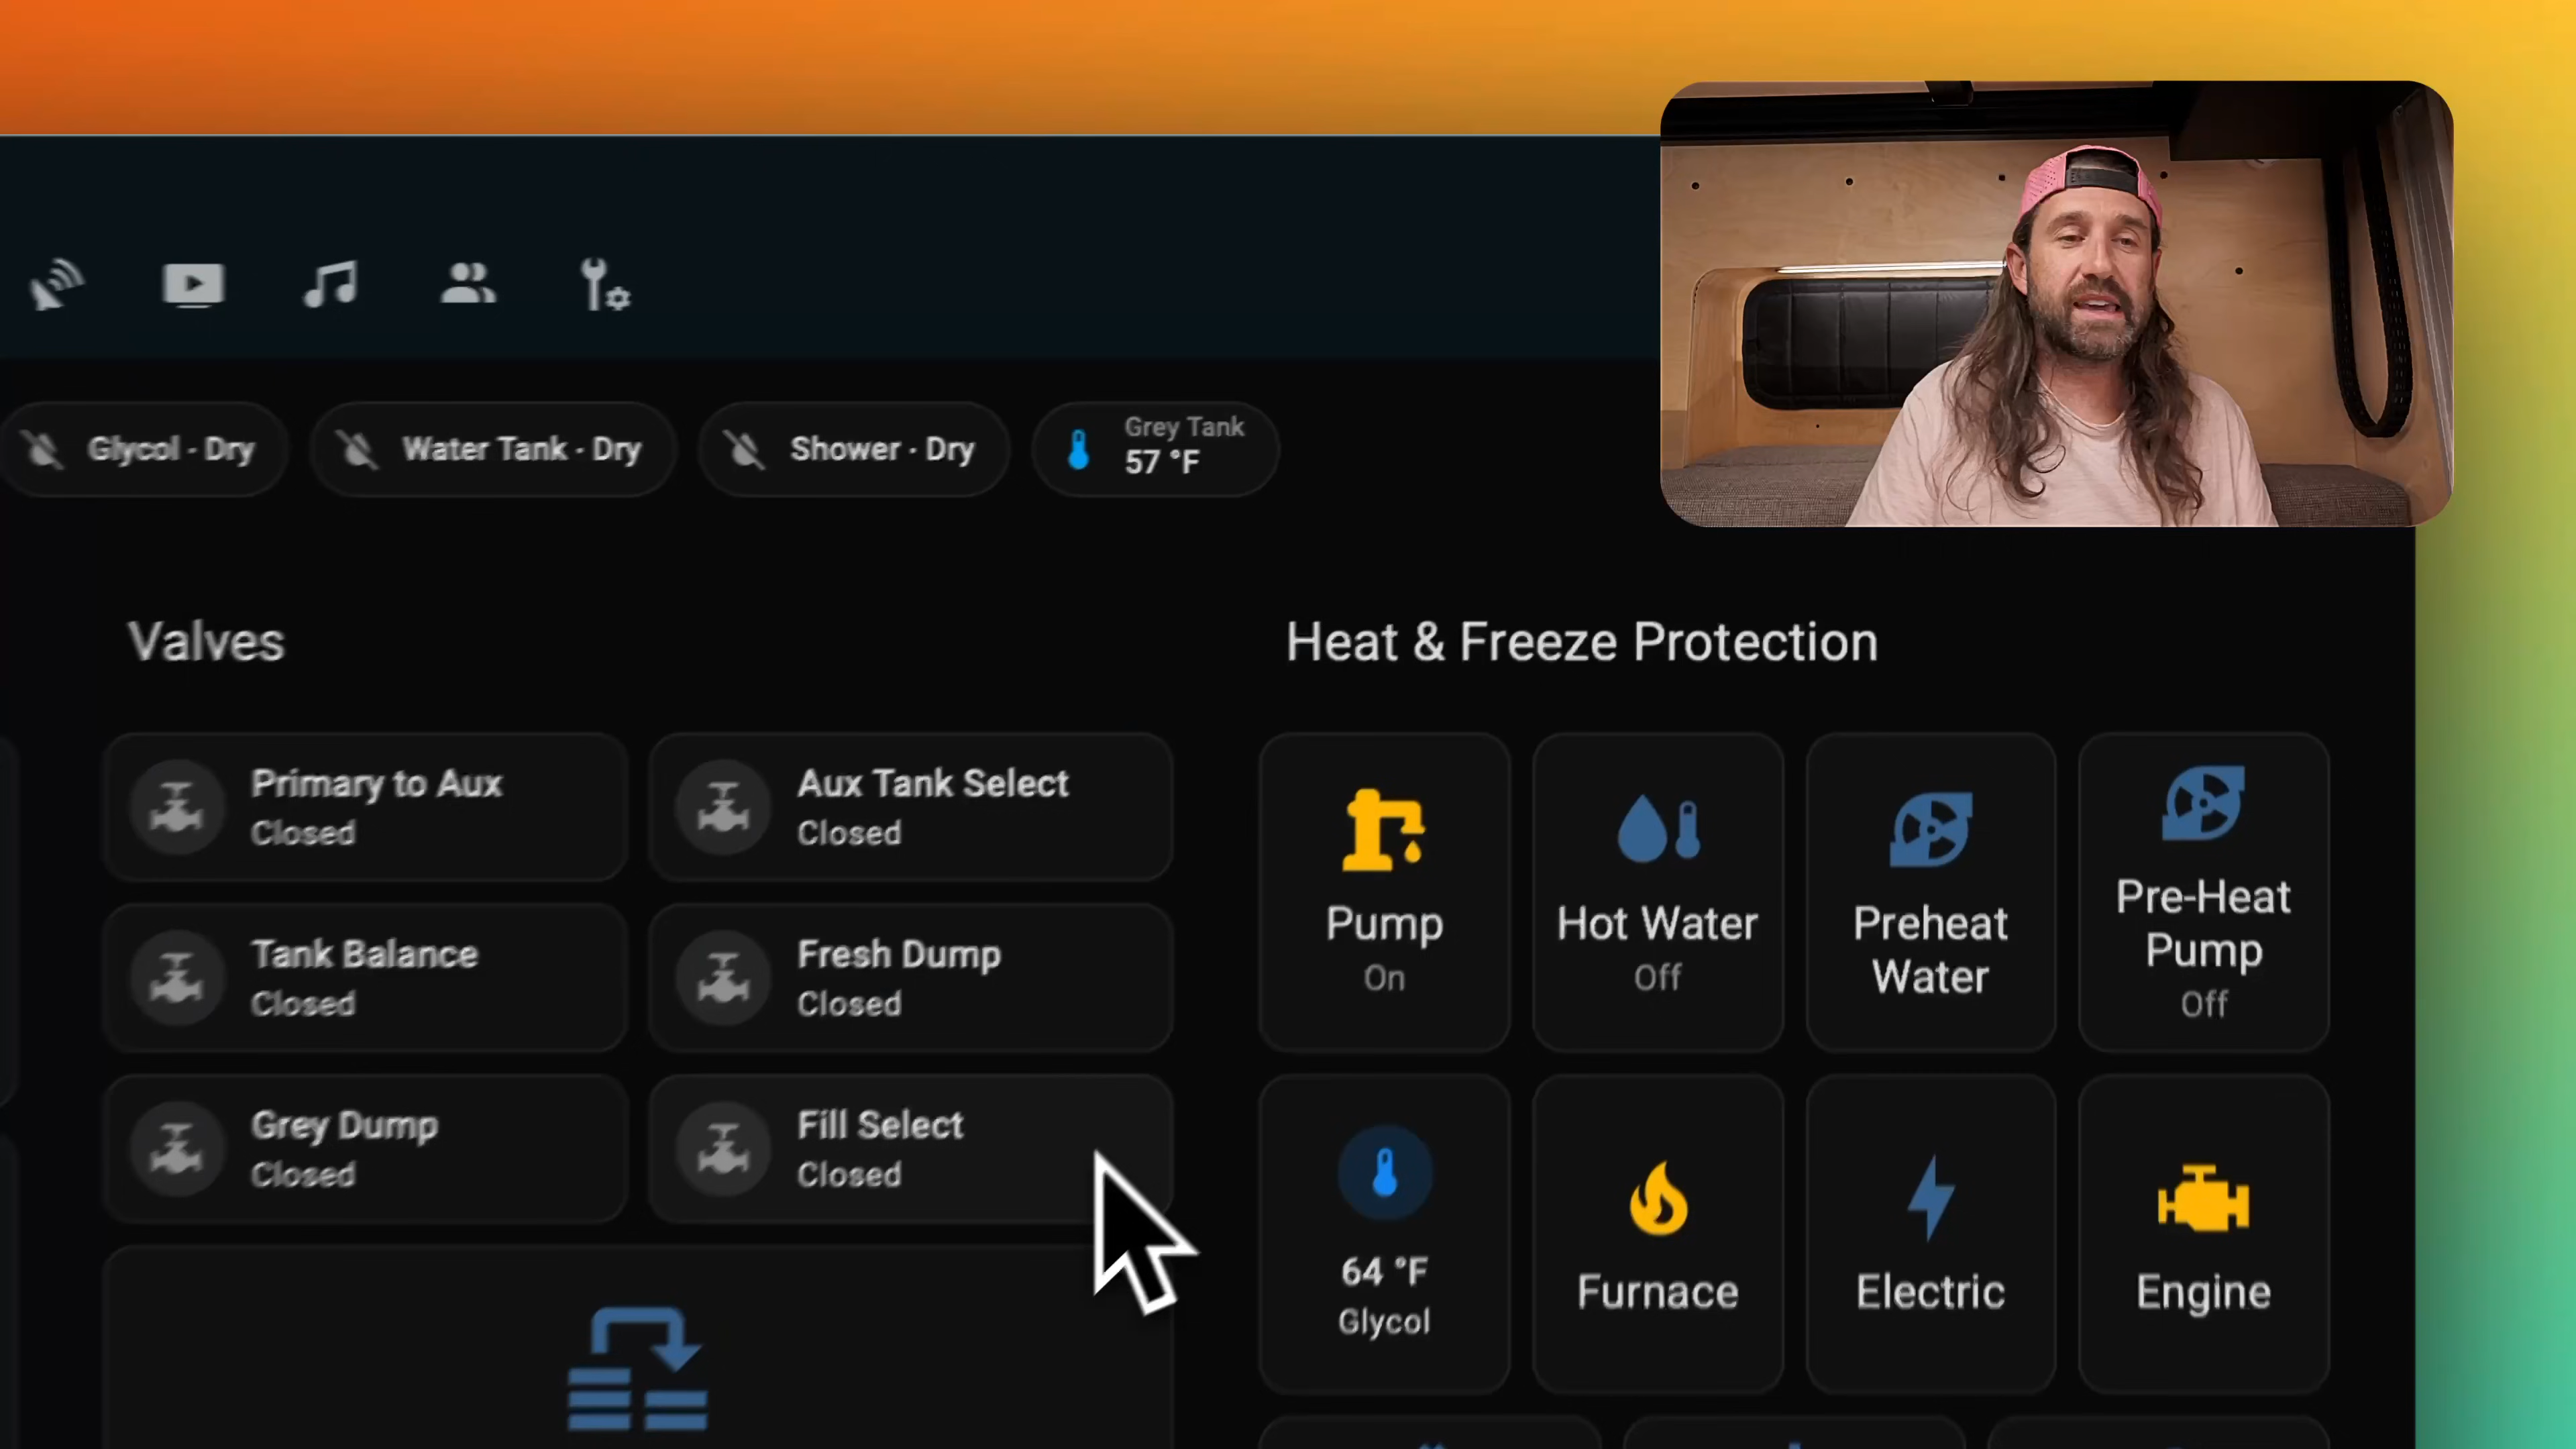 Glycol · Dry
Water Tank · Dry
Shower · Dry
Grey Tank
57 °F
Valves
Primary to Aux
Closed
Aux Tank Select
Closed
Tank Balance
Closed
Fresh Dump
Closed
Grey Dump
Closed
Fill Select
Closed
Heat & Freeze Protection
Pump
On
Hot Water
Off
Preheat
Water
Pre-Heat
Pump
Off
64 °F
Glycol
Furnace
Electric
Engine